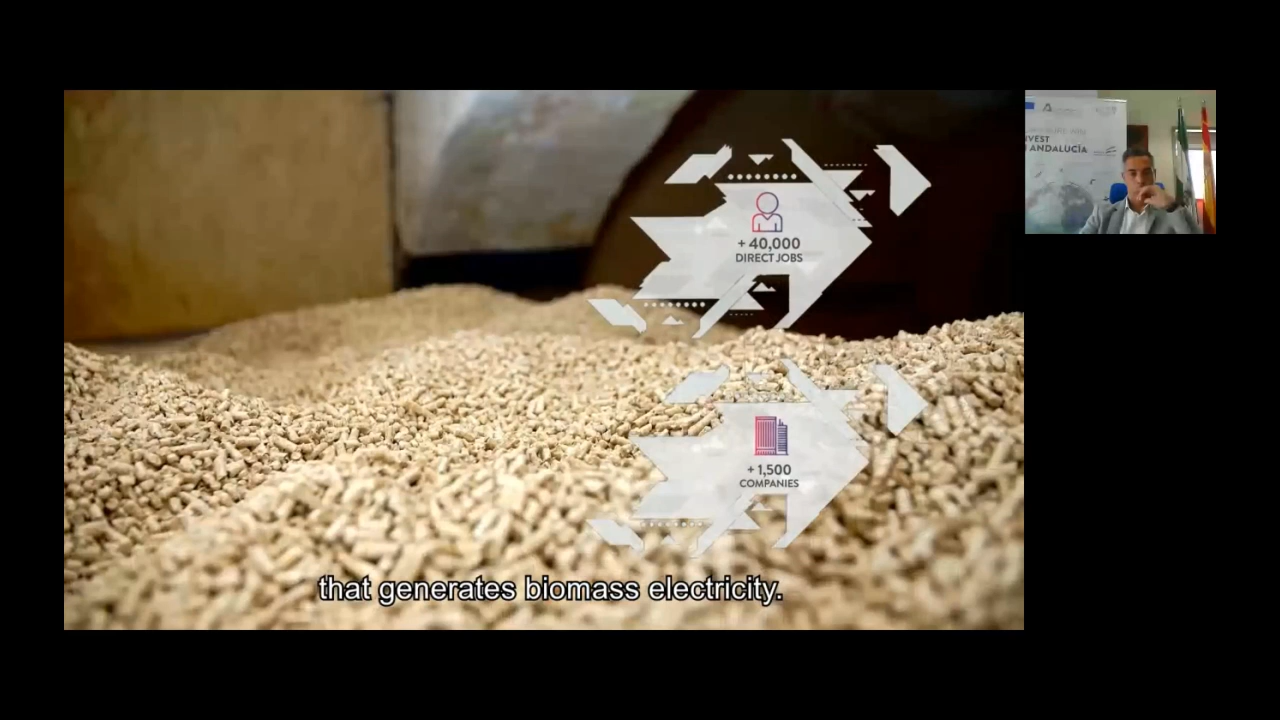 + 40,000
DIRECT JOBS
+ 1,500
COMPANIES
that generates biomass electricity.
ANDALUCÍA